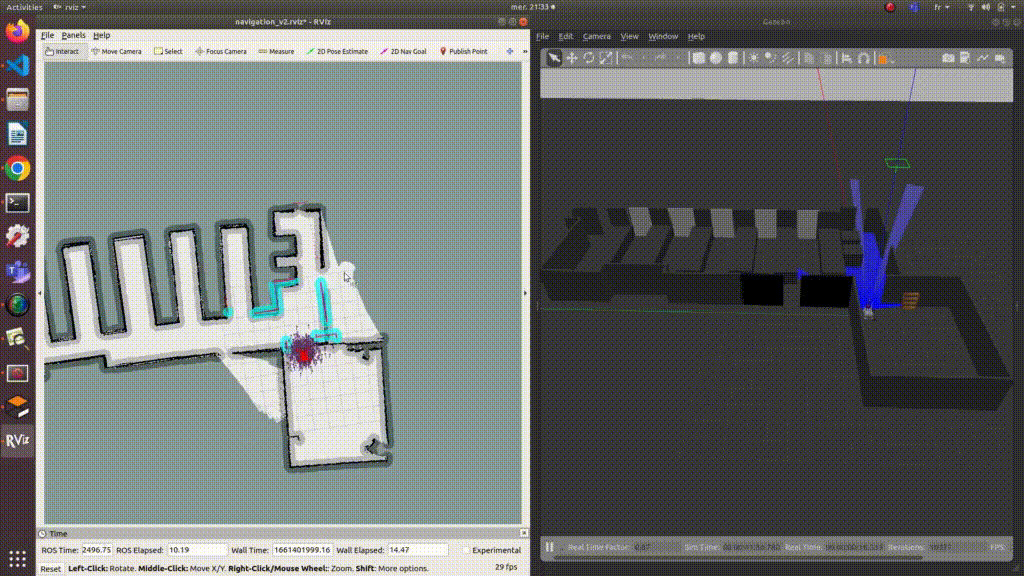 Activities rviz mer. 21:33 fr
navigation_v2.rviz* - RViz
Gazebo
File Panels Help
File Edit Camera View Window Help
Interact Move Camera Select Focus Camera Measure 2D Pose Estimate 2D Nav Goal Publish Point
RViz
Time
ROS Time: 2496.75 ROS Elapsed: 10.19 Wall Time: 1661401999.16 Wall Elapsed: 14.47 Experimental
Real Time Factor: Sim Time: Real Time: Iterations: FPS:
Reset Left-Click: Rotate. Middle-Click: Move X/Y. Right-Click/Mouse Wheel:: Zoom. Shift: More options. 29 fps